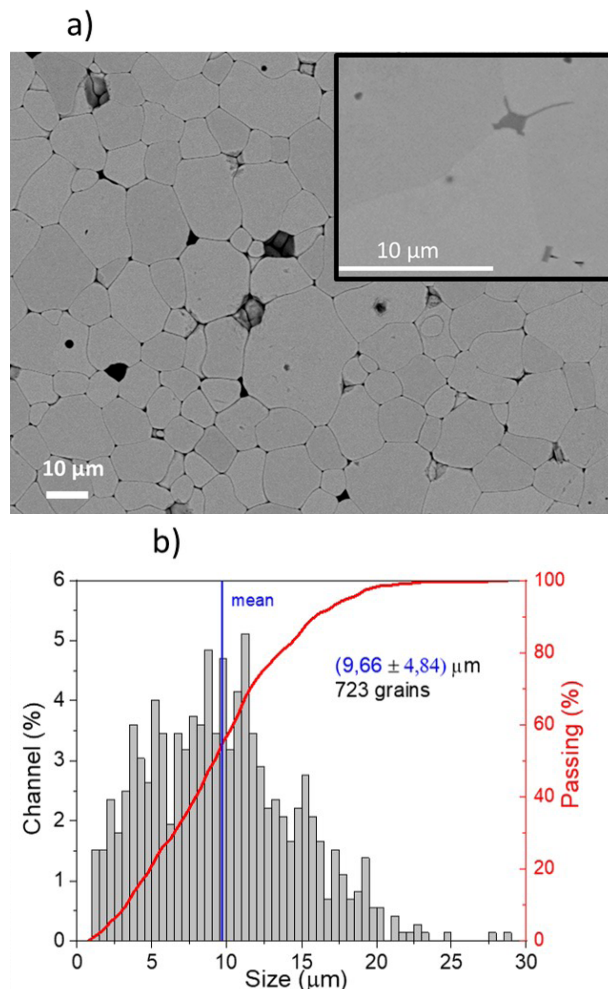 a)
10 µm
10 µm
b)
6
5
4
3
2
1
0
Channel (%)
mean
(9,66 ± 4,84) µm
723 grains
100
80
60
40
20
0
Passing (%)
0 5 10 15 20 25 30
Size (µm)